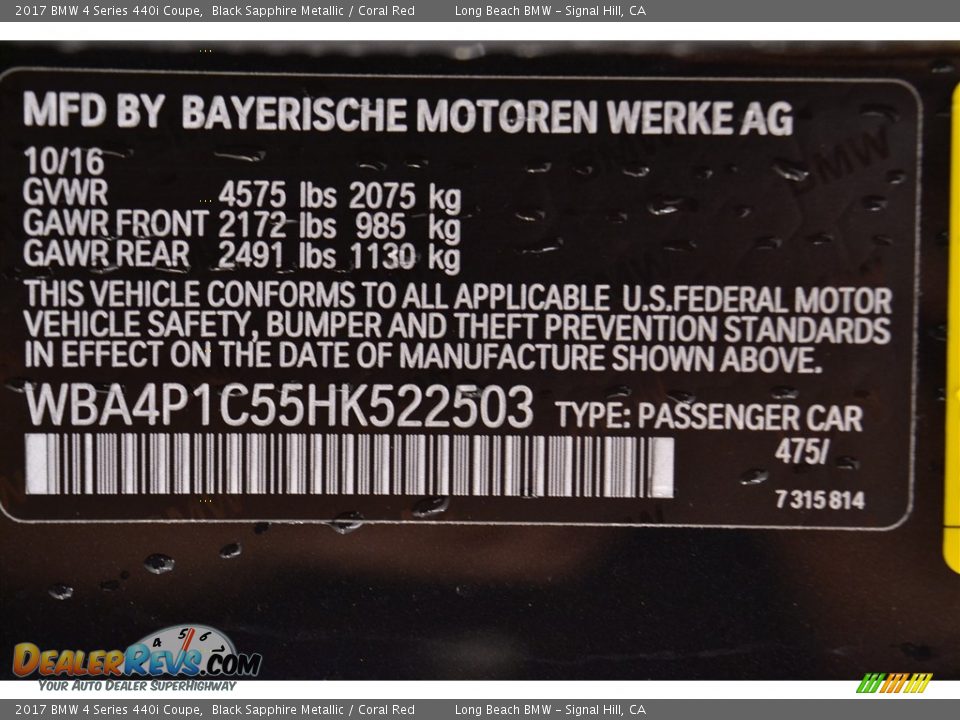 2017 BMW 4 Series 440i Coupe, Black Sapphire Metallic / Coral Red Long Beach BMW - Signal Hill, CA
MFD BY BAYERISCHE MOTOREN WERKE AG
10/16
GVWR 4575 lbs 2075 kg
GAWR FRONT 2172 lbs 985 kg
GAWR REAR 2491 lbs 1130 kg
THIS VEHICLE CONFORMS TO ALL APPLICABLE U.S.FEDERAL MOTOR
VEHICLE SAFETY, BUMPER AND THEFT PREVENTION STANDARDS
IN EFFECT ON THE DATE OF MANUFACTURE SHOWN ABOVE.
WBA4P1C55HK522503 TYPE: PASSENGER CAR
475/
7 315 814
4 5 6
DEALERREVS.COM
YOUR AUTO DEALER SUPERHIGHWAY
2017 BMW 4 Series 440i Coupe, Black Sapphire Metallic / Coral Red Long Beach BMW - Signal Hill, CA